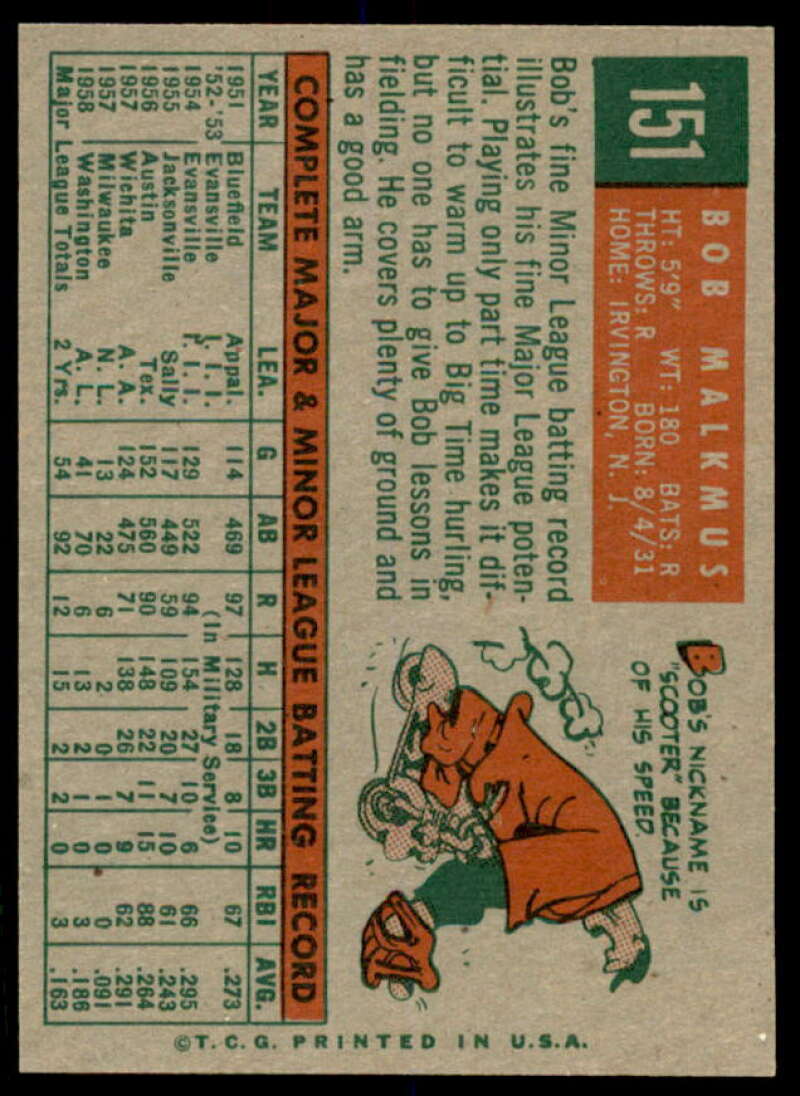 151
BOB MALKMUS
HT: 5'9" WT: 180 BATS: R
THROWS: R BORN: 8/4/31
HOME: IRVINGTON, N. J.
Bob's fine Minor League batting record
illustrates his fine Major League poten-
tial. Playing only part time makes it dif-
ficult to warm up to Big Time hurling,
but no one has to give Bob lessons in
fielding. He covers plenty of ground and
has a good arm.
BOB'S NICKNAME IS
"SCOOTER" BECAUSE
OF HIS SPEED
COMPLETE MAJOR & MINOR LEAGUE BATTING RECORD
YEAR TEAM LEA. G AB R H 2B 3B HR RBI AVG.
1951 Bluefield Appal. 114 469 97 128 18 8 10 67 .273
'52-'53 Evansville I. I. I. (In Military Service)
1954 Evansville I. I. I. 129 522 94 154 27 10 6 66 .295
1955 Jacksonville Sally 117 449 59 109 20 7 10 61 .243
1956 Austin Tex. 152 560 90 148 22 11 15 88 .264
1957 Wichita A. A. 124 475 71 138 26 7 9 62 .291
1957 Milwaukee N. L. 13 22 6 2 0 1 0 0 .091
1958 Washington A. L. 41 70 6 13 2 1 0 3 .186
Major League Totals 2 Yrs. 54 92 12 15 2 2 0 3 .163
©T.C.G. PRINTED IN U.S.A.